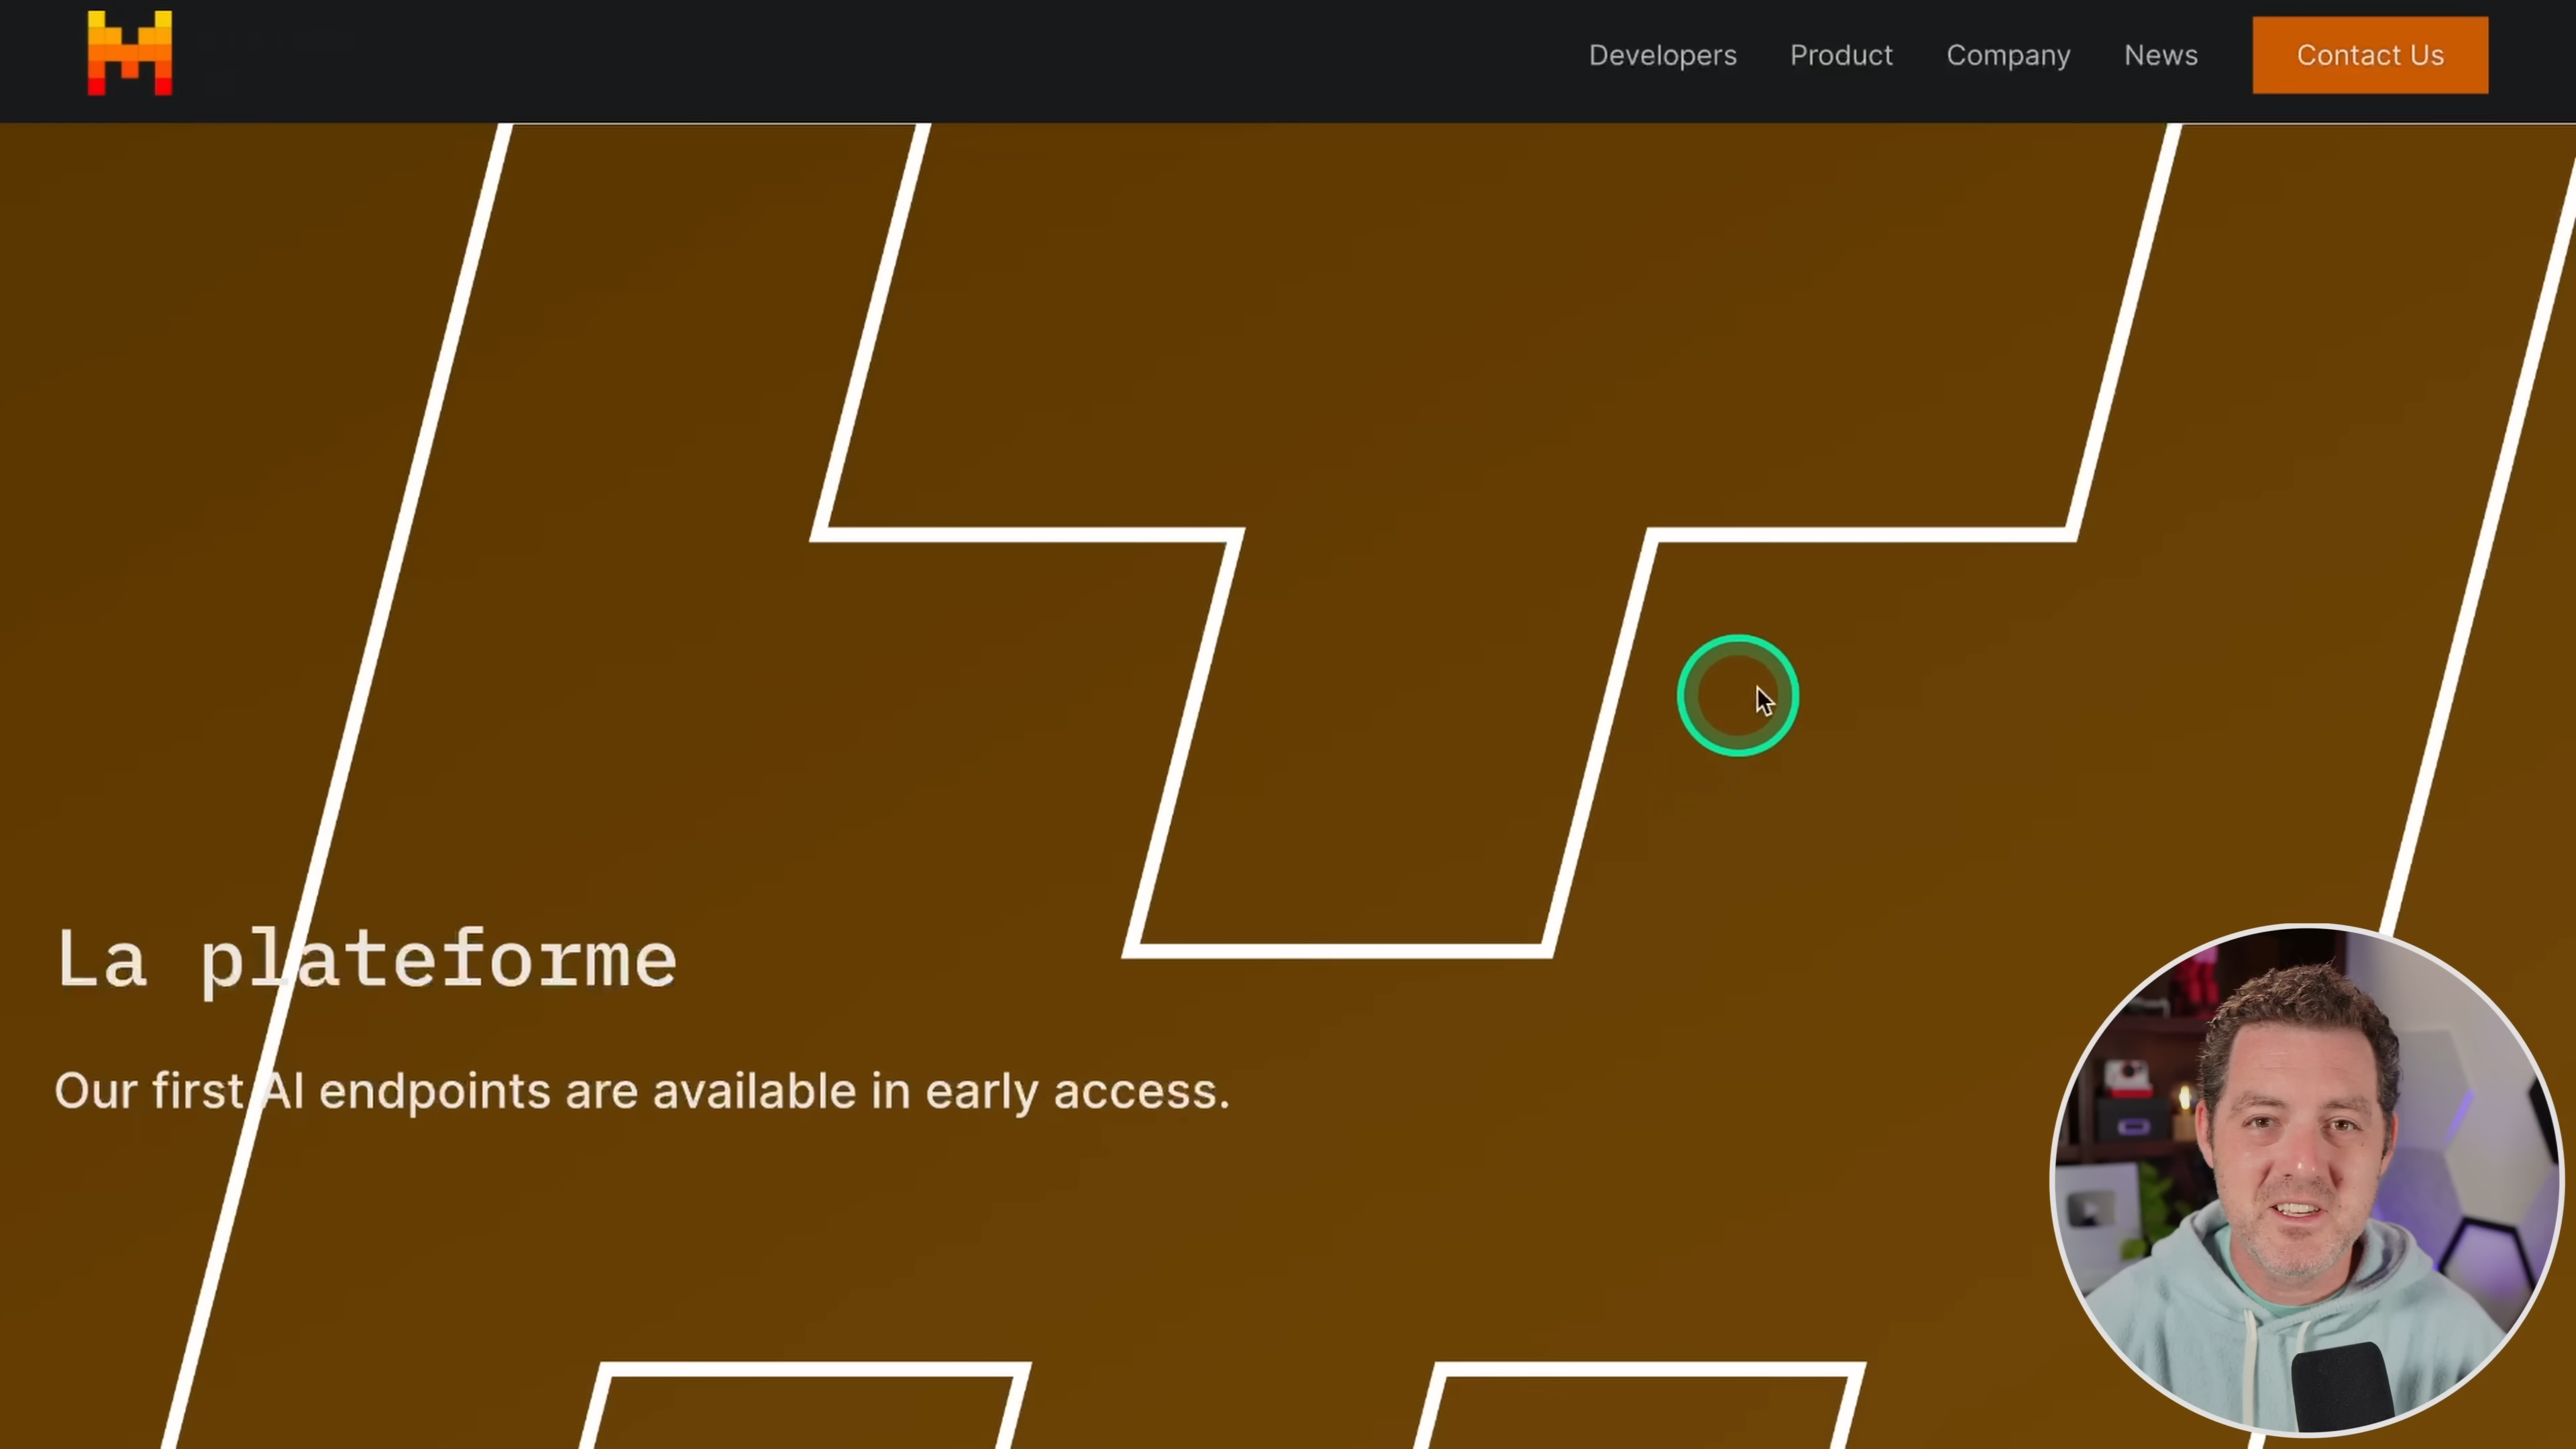 Developers Product Company News Contact Us
La plateforme
Our first AI endpoints are available in early access.